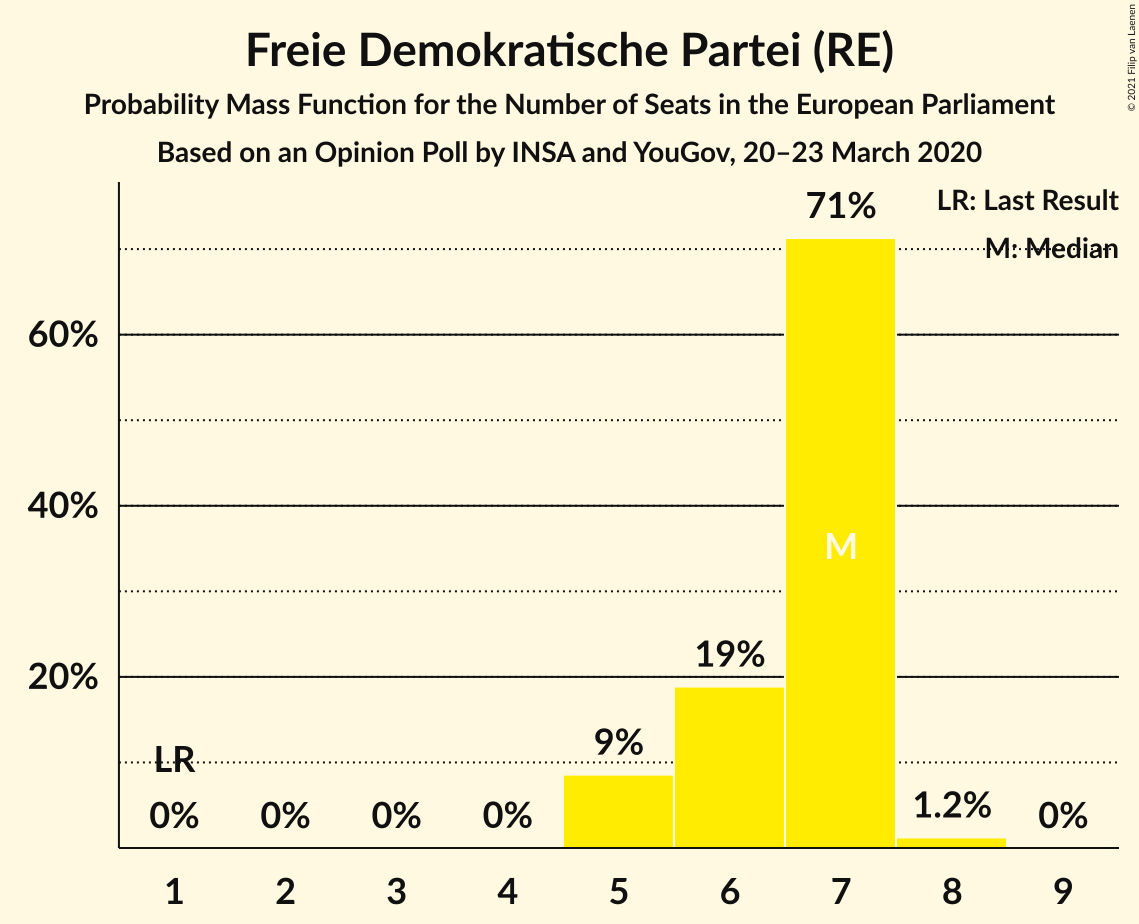 Freie Demokratische Partei (RE)
Probability Mass Function for the Number of Seats in the European Parliament
Based on an Opinion Poll by INSA and YouGov, 20–23 March 2020
© 2021 Filip van Laenen
LR: Last Result
M: Median
71%
60%
40%
M
19%
20%
9%
LR
0%
0%
0%
0%
1.2%
0%
1 2 3 4 5 6 7 8 9